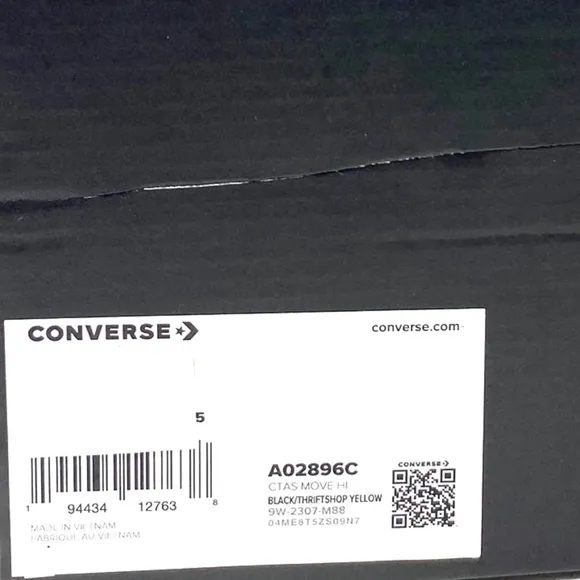 CONVERSE
converse.com
5
1 94434 12763 8
MADE IN VIETNAM
FABRIQUE AU VIETNAM
A02896C
CTAS MOVE HI
BLACK/THRIFTSHOP YELLOW
9W-2307-M88
04ME8T5ZS09N7
CONVERSE